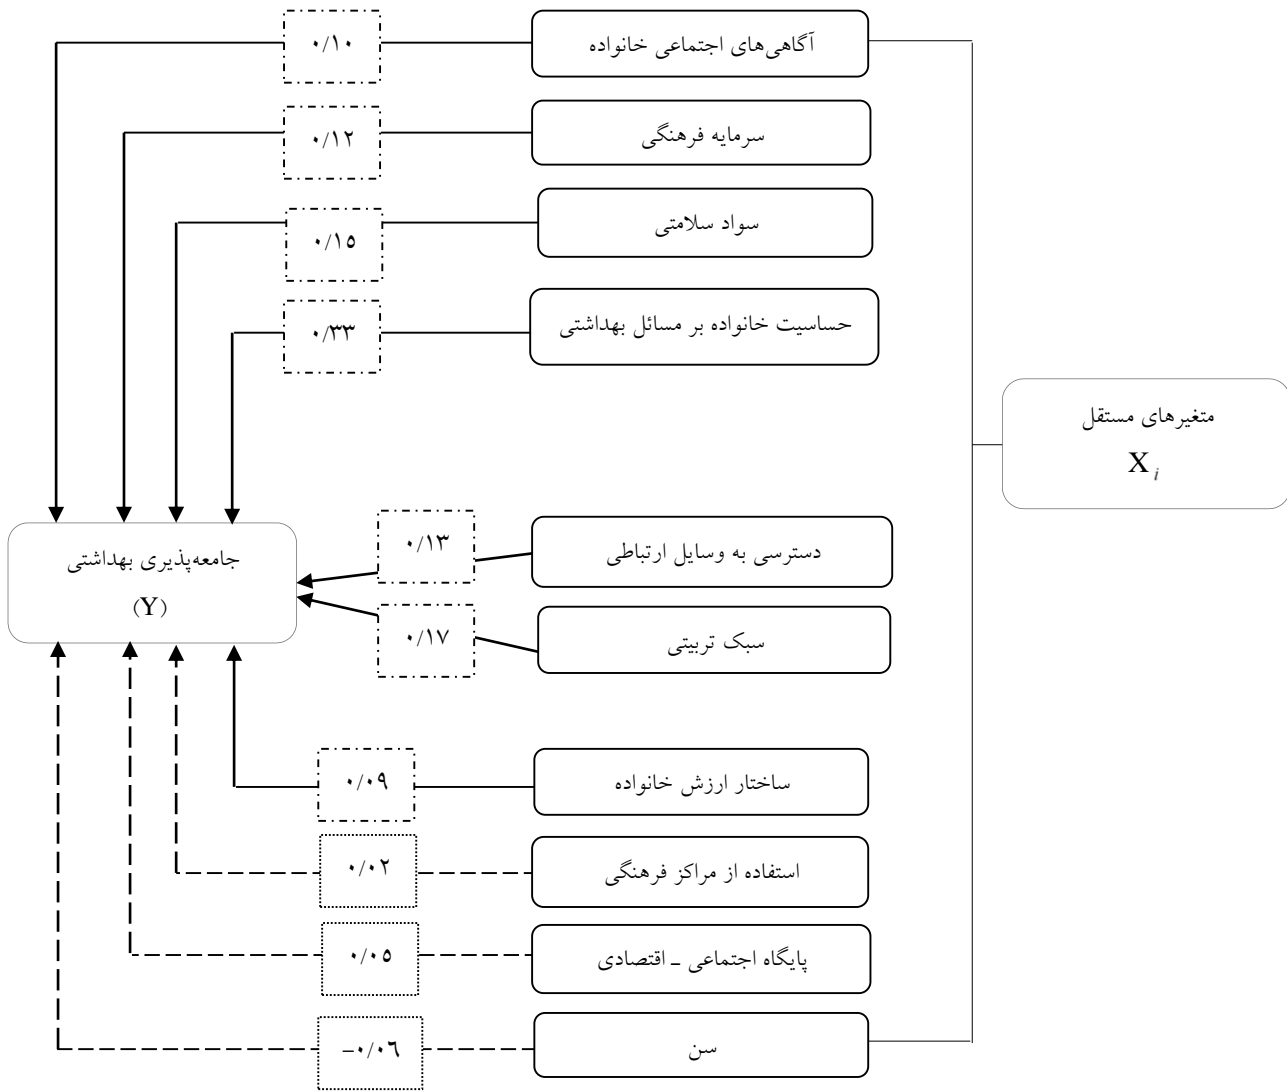 آگاهی‌های اجتماعی خانواده
۰/۱۰
سرمایه فرهنگی
۰/۱۲
سواد سلامتی
۰/۱۵
حساسیت خانواده بر مسائل بهداشتی
۰/۳۳
متغیرهای مستقل
X i
دسترسی به وسایل ارتباطی
۰/۱۳
جامعه‌پذیری بهداشتی
(Y)
سبک تربیتی
۰/۱۷
ساختار ارزش خانواده
۰/۰۹
استفاده از مراکز فرهنگی
۰/۰۲
پایگاه اجتماعی ـ اقتصادی
۰/۰۵
سن
−۰/۰۶